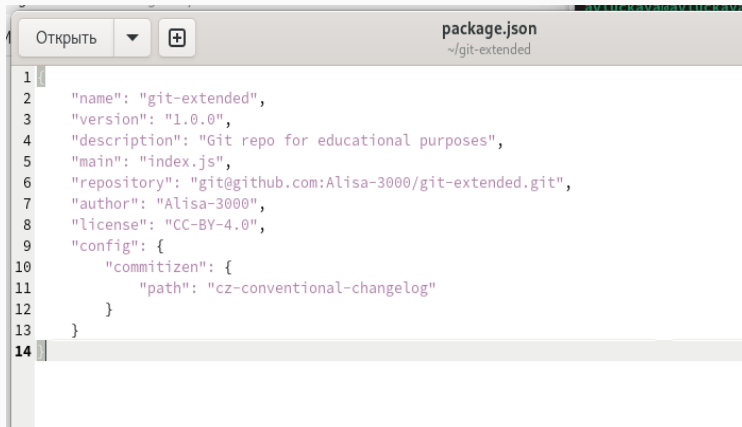 Открыть
package.json
~/git-extended
1 {
2 "name": "git-extended",
3 "version": "1.0.0",
4 "description": "Git repo for educational purposes",
5 "main": "index.js",
6 "repository": "git@github.com:Alisa-3000/git-extended.git",
7 "author": "Alisa-3000",
8 "license": "CC-BY-4.0",
9 "config": {
10 "commitizen": {
11 "path": "cz-conventional-changelog"
12 }
13 }
14 }